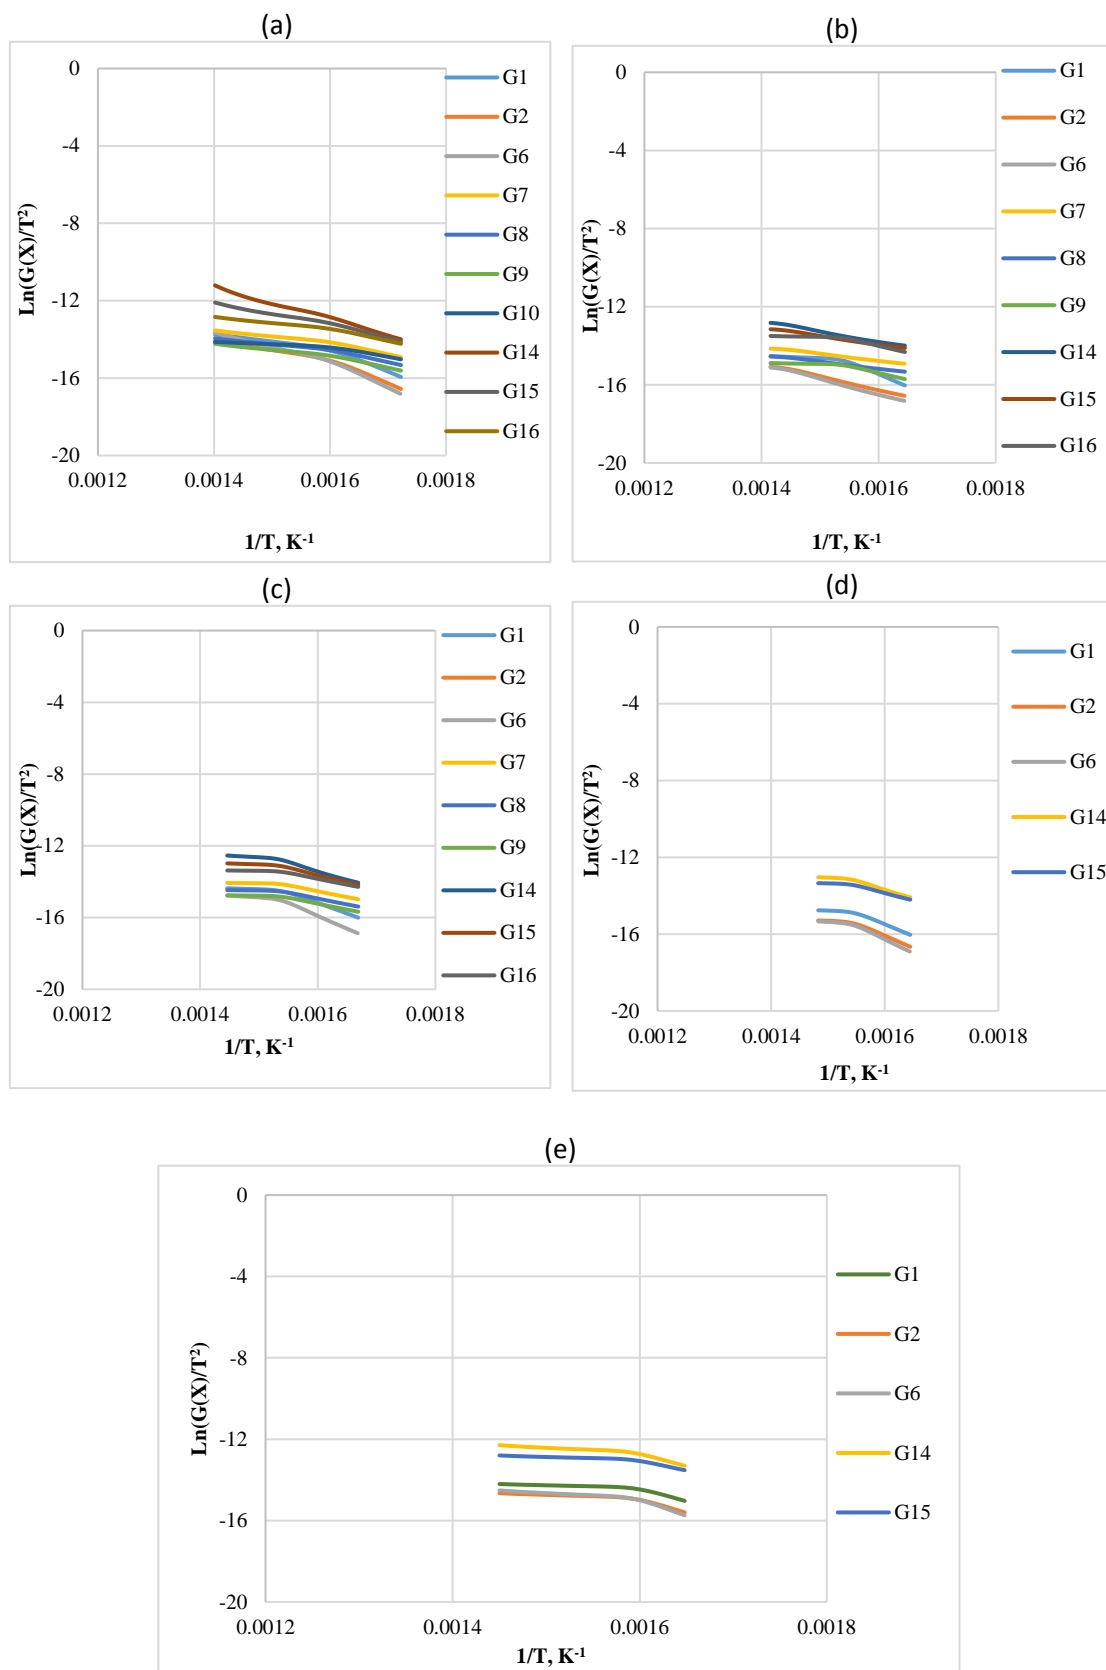 (a)
Ln(G(X)/T²)
0
-4
-8
-12
-16
-20
0.0012 0.0014 0.0016 0.0018
1/T, K⁻¹
G1
G2
G6
G7
G8
G9
G10
G14
G15
G16
(b)
Ln(G(X)/T²)
0
-4
-8
-12
-16
-20
0.0012 0.0014 0.0016 0.0018
1/T, K⁻¹
G1
G2
G6
G7
G8
G9
G14
G15
G16
(c)
Ln(G(X)/T²)
0
-4
-8
-12
-16
-20
0.0012 0.0014 0.0016 0.0018
1/T, K⁻¹
G1
G2
G6
G7
G8
G9
G14
G15
G16
(d)
Ln(G(X)/T²)
0
-4
-8
-12
-16
-20
0.0012 0.0014 0.0016 0.0018
1/T, K⁻¹
G1
G2
G6
G14
G15
(e)
Ln(G(X)/T²)
0
-4
-8
-12
-16
-20
0.0012 0.0014 0.0016 0.0018
1/T, K⁻¹
G1
G2
G6
G14
G15